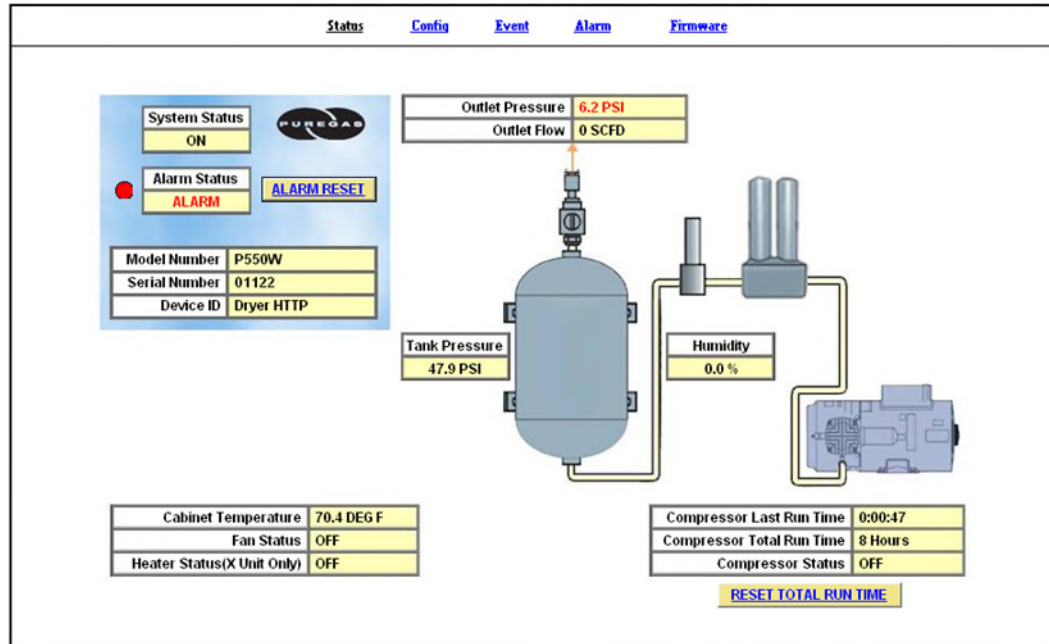 Status Config Event Alarm Firmware
System Status
ON
PUREGAS
Alarm Status
ALARM
ALARM RESET
Model Number P550W
Serial Number 01122
Device ID Dryer HTTP
Outlet Pressure 6.2 PSI
Outlet Flow 0 SCFD
Tank Pressure
47.9 PSI
Humidity
0.0 %
Cabinet Temperature 70.4 DEG F
Fan Status OFF
Heater Status(X Unit Only) OFF
Compressor Last Run Time 0:00:47
Compressor Total Run Time 8 Hours
Compressor Status OFF
RESET TOTAL RUN TIME